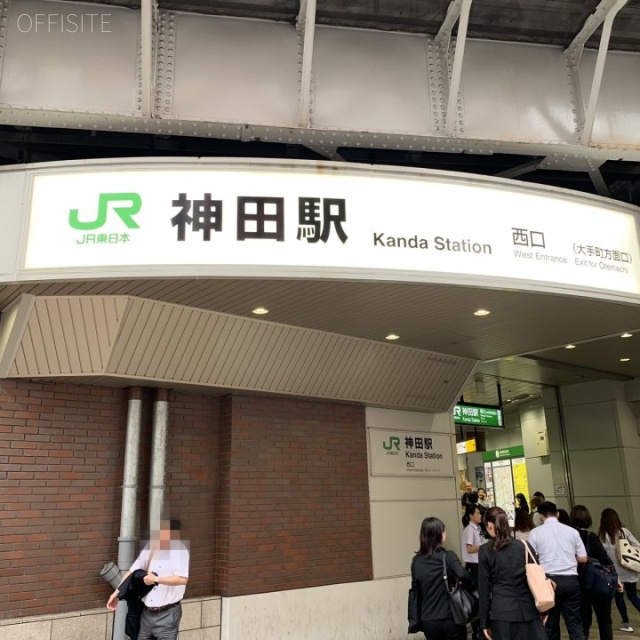 OFFISITE
JR 神田駅 Kanda Station 西口 (大手町方面口)
JR東日本 West Entrance Exit for Otemachi
JR 神田駅
JR 神田駅
Kanda Station
西口